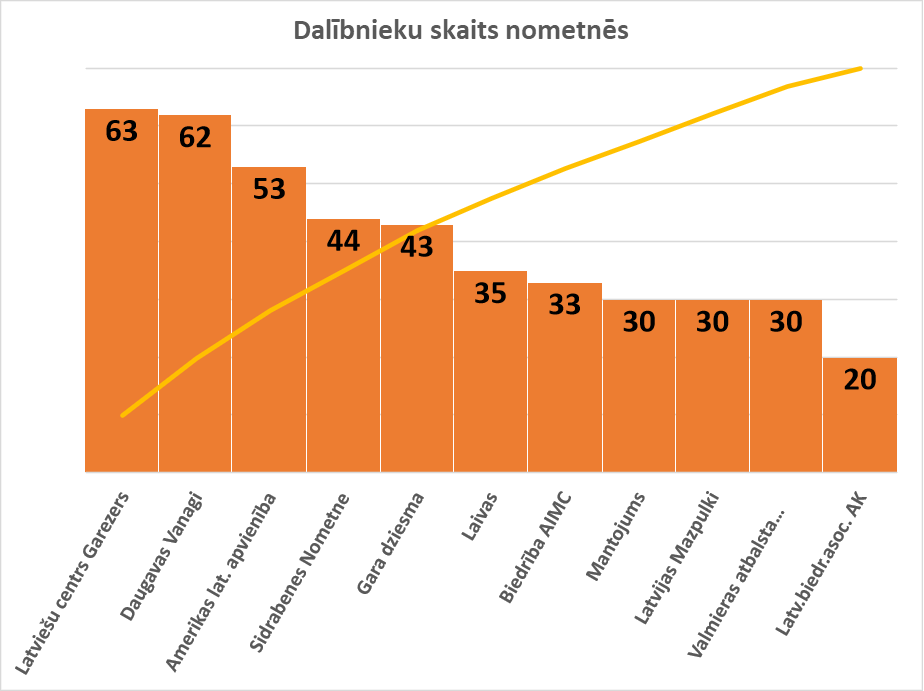 Dalībnieku skaits nometnēs
63
62
53
44
43
35
33
30
30
30
20
Latviešu centrs Garezers
Daugavas Vanagi
Amerikas lat. apvienība
Sidrabenes Nometne
Gara dziesma
Laivas
Biedrība AIMC
Mantojums
Latvijas Mazpulki
Valmieras atbalsta...
Latv.biedr.asoc. AK